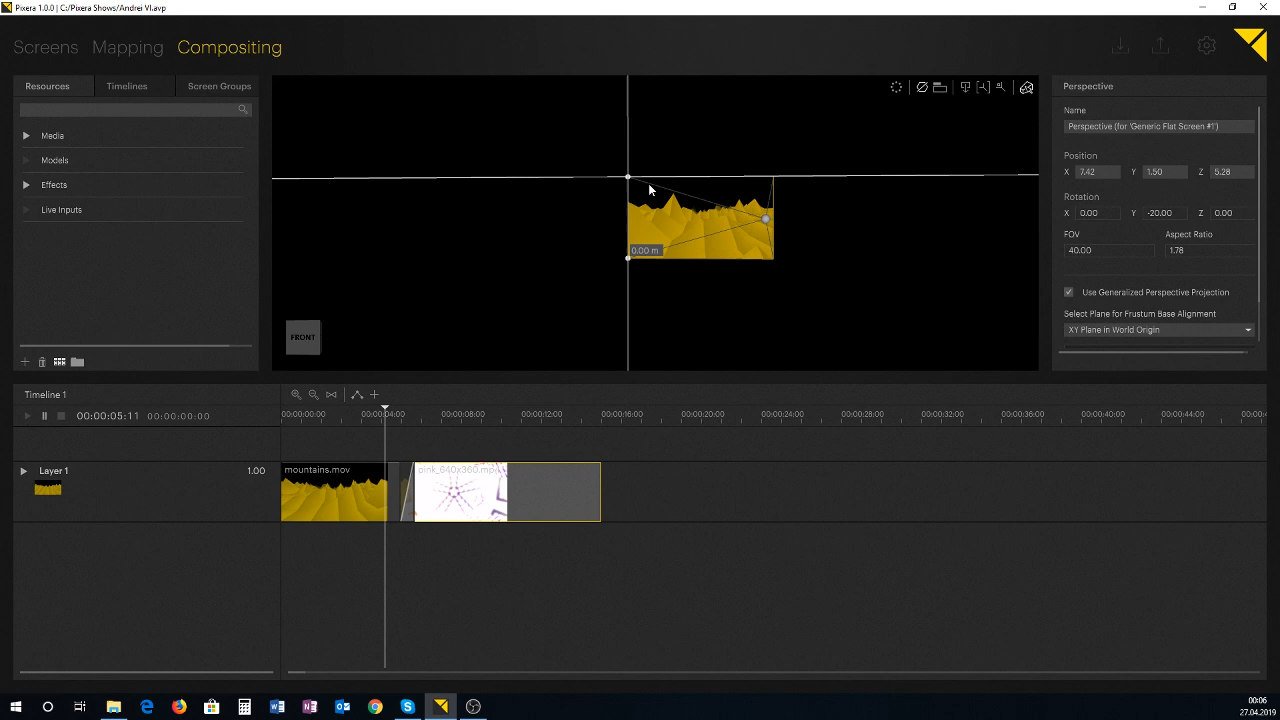 Pixera 1.0.0 | C:/Pixera Shows/Andrei VI.avp
Screens Mapping Compositing
Resources Timelines Screen Groups
Media
Models
Effects
Live Inputs
0.00 m
FRONT
Perspective
Name
Perspective (for 'Generic Flat Screen #1')
Position
X 7.42 Y 1.50 Z 5.28
Rotation
X 0.00 Y -20.00 Z 0.00
FOV Aspect Ratio
40.00 1.78
Use Generalized Perspective Projection
Select Plane for Frustum Base Alignment
XY Plane in World Origin
Timeline 1
00:00:05:11 00:00:00:00
00:00:00:00 00:00:04:00 00:00:08:00 00:00:12:00 00:00:16:00 00:00:20:00 00:00:24:00 00:00:28:00 00:00:32:00 00:00:36:00 00:00:40:00 00:00:44:00
Layer 1 1.00
mountains.mov pink_640x360.mp4
00:06
27.04.2019